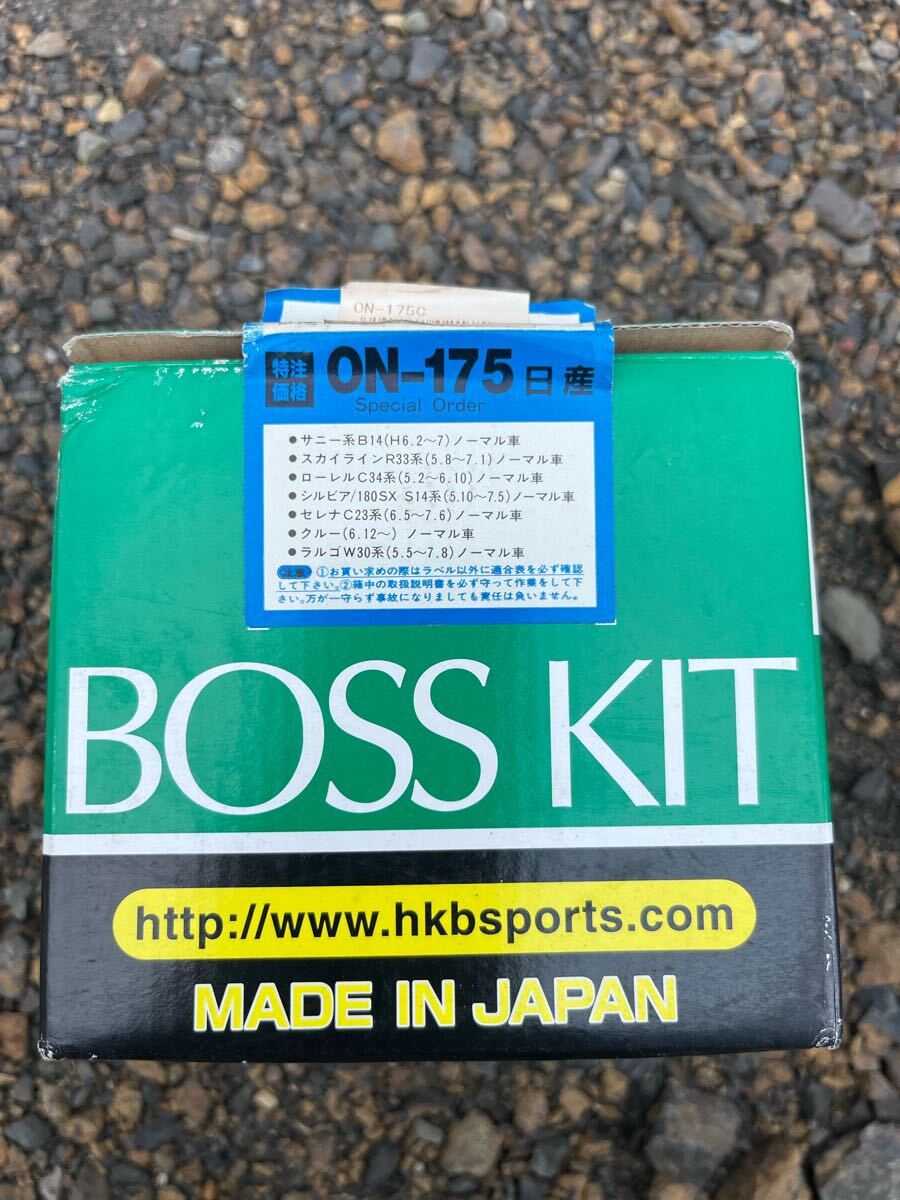 ON-175C
特注価格 ON-175 日産
Special Order
●サニー系B14(H6.2〜7)ノーマル車
●スカイラインR33系(5.8〜7.1)ノーマル車
●ローレルC34系(5.2〜6.10)ノーマル車
●シルビア/180SX S14系(5.10〜7.5)ノーマル車
●セレナC23系(6.5〜7.6)ノーマル車
●クルー(6.12〜) ノーマル車
●ラルゴW30系(5.5〜7.8)ノーマル車
注意 ①お買い求めの際はラベル以外に適合表を必ず確認
して下さい。②箱中の取扱説明書を必ず守って作業をして下
さい。万が一守らず事故になりましても責任は負いません。
BOSS KIT
http://www.hkbsports.com
MADE IN JAPAN